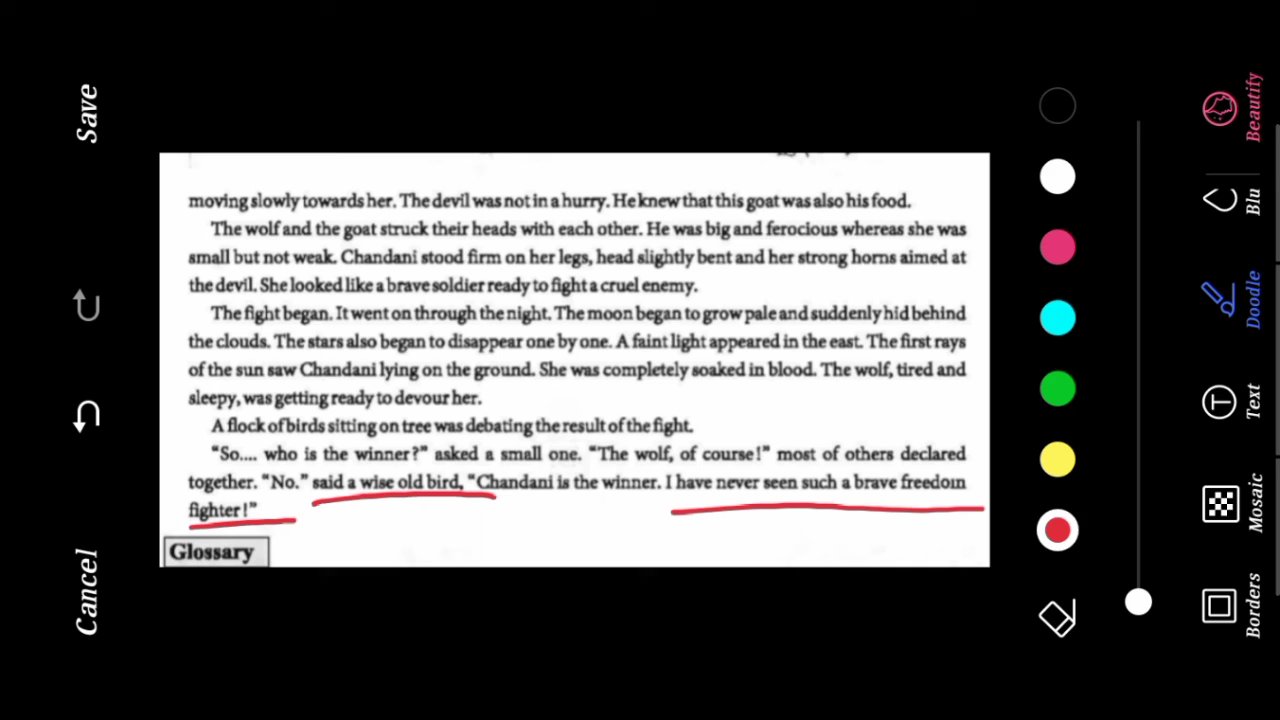 moving slowly towards her. The devil was not in a hurry. He knew that this goat was also his food.
The wolf and the goat struck their heads with each other. He was big and ferocious whereas she was
small but not weak. Chandani stood firm on her legs, head slightly bent and her strong horns aimed at
the devil. She looked like a brave soldier ready to fight a cruel enemy.
The fight began. It went on through the night. The moon began to grow pale and suddenly hid behind
the clouds. The stars also began to disappear one by one. A faint light appeared in the east. The first rays
of the sun saw Chandani lying on the ground. She was completely soaked in blood. The wolf, tired and
sleepy, was getting ready to devour her.
A flock of birds sitting on tree was debating the result of the fight.
“So.... who is the winner?” asked a small one. “The wolf, of course!” most of others declared
together. “No.” said a wise old bird, “Chandani is the winner. I have never seen such a brave freedom
fighter!”
Glossary
Save
Cancel
Beautify
Blu
Doodle
Text
Mosaic
Borders